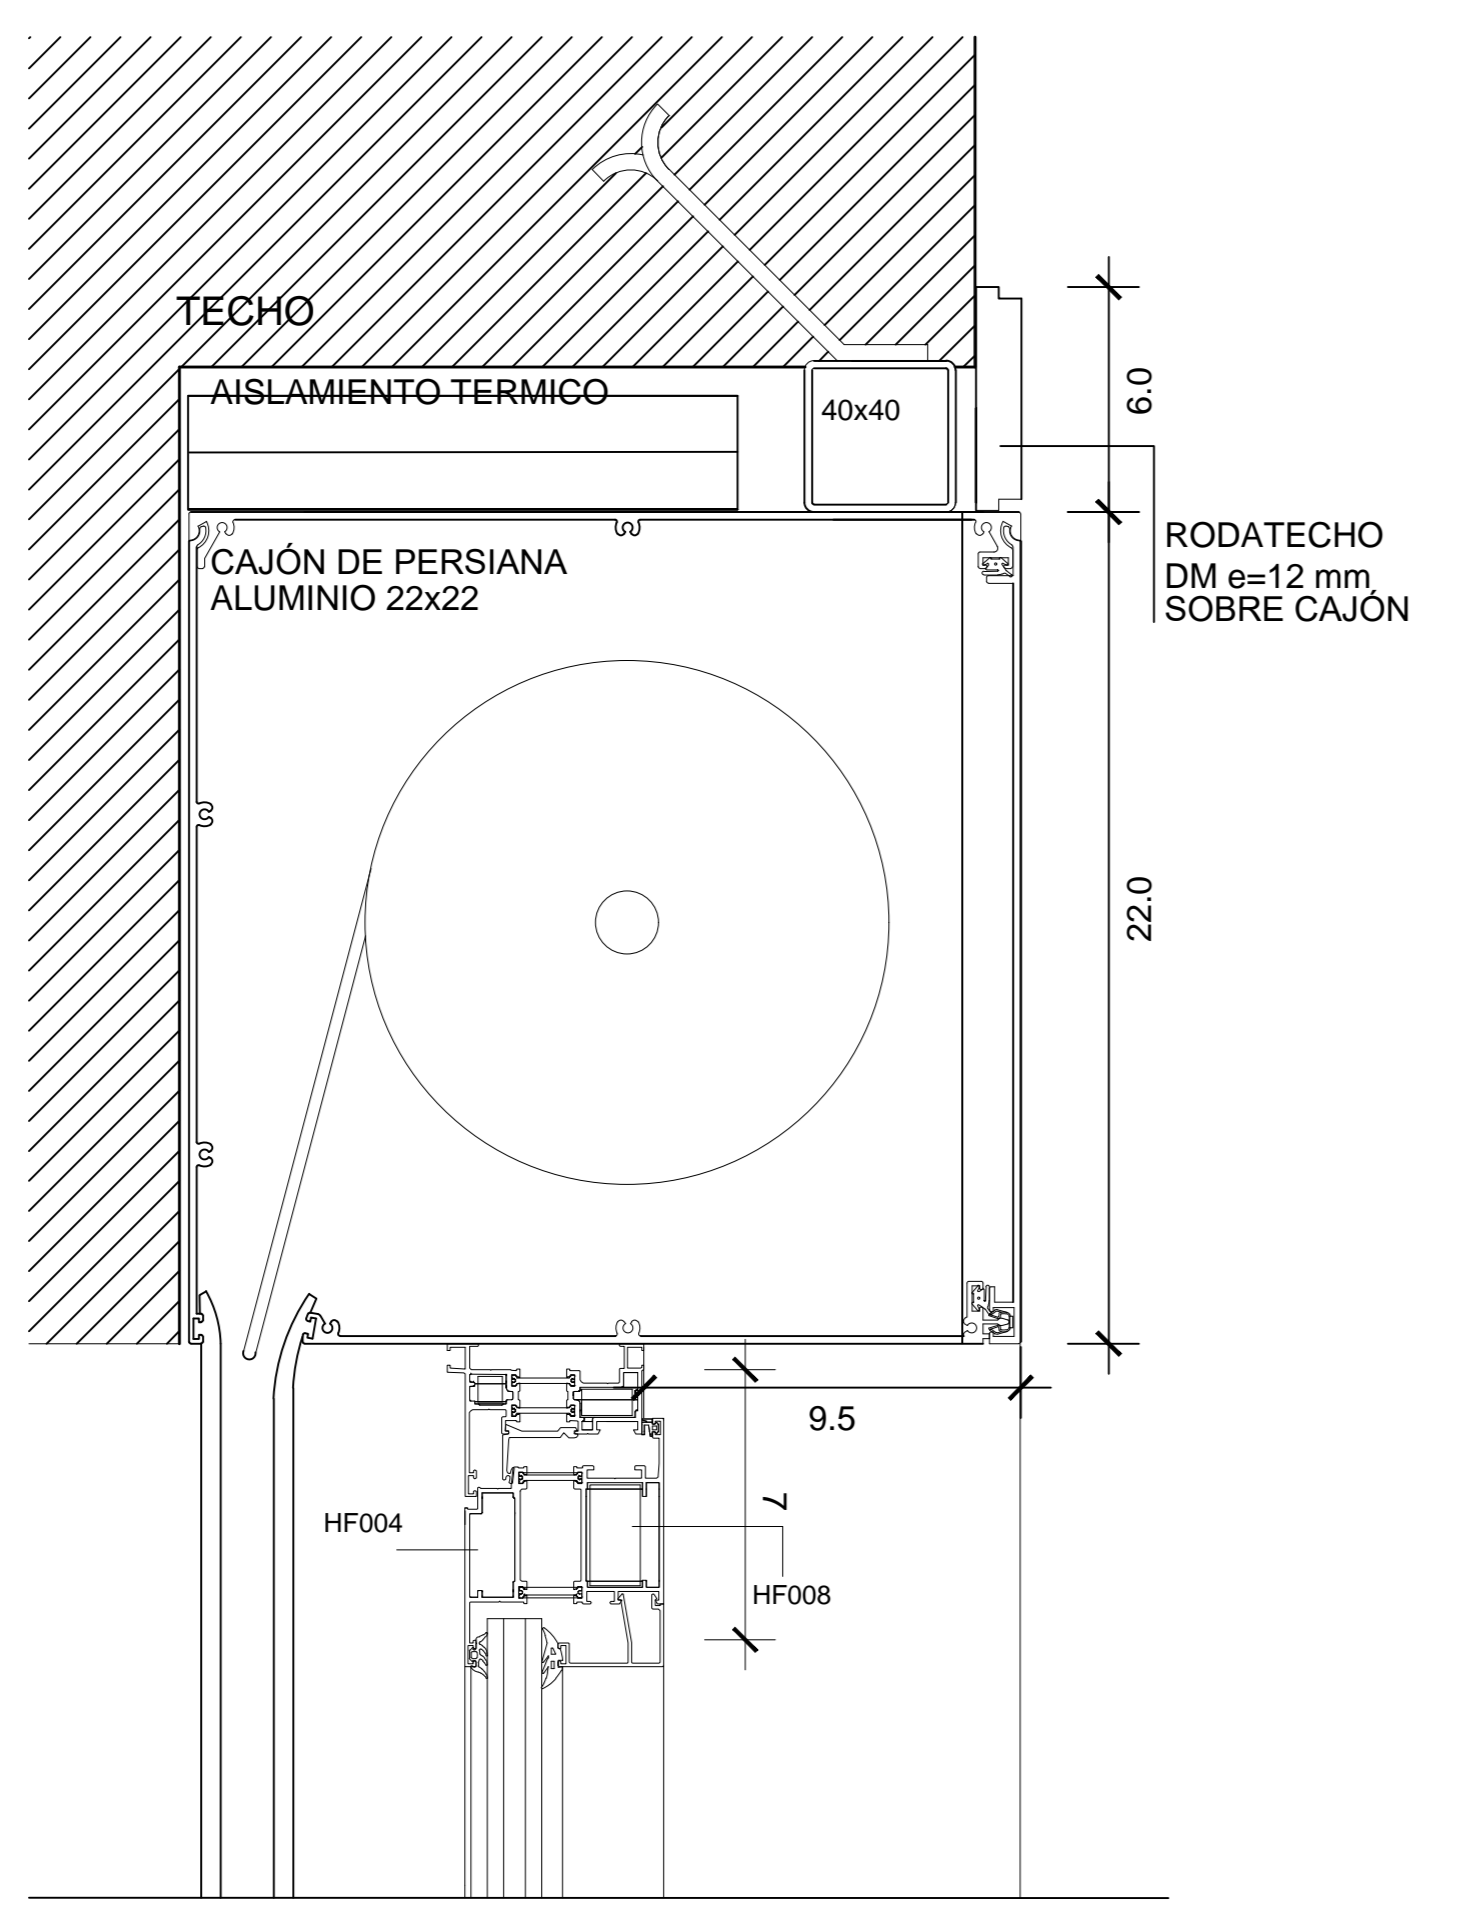 TECHO
AISLAMIENTO TERMICO
40x40
6.0
RODATECHO
DM e=12 mm
SOBRE CAJÓN
CAJÓN DE PERSIANA
ALUMINIO 22x22
22.0
9.5
7
HF004
HF008